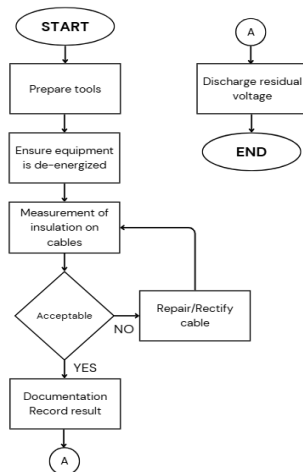 START
Prepare tools
Ensure equipment
is de-energized
Measurement of
insulation on
cables
Acceptable
NO
Repair/Rectify
cable
YES
Documentation
Record result
A
A
Discharge residual
voltage
END